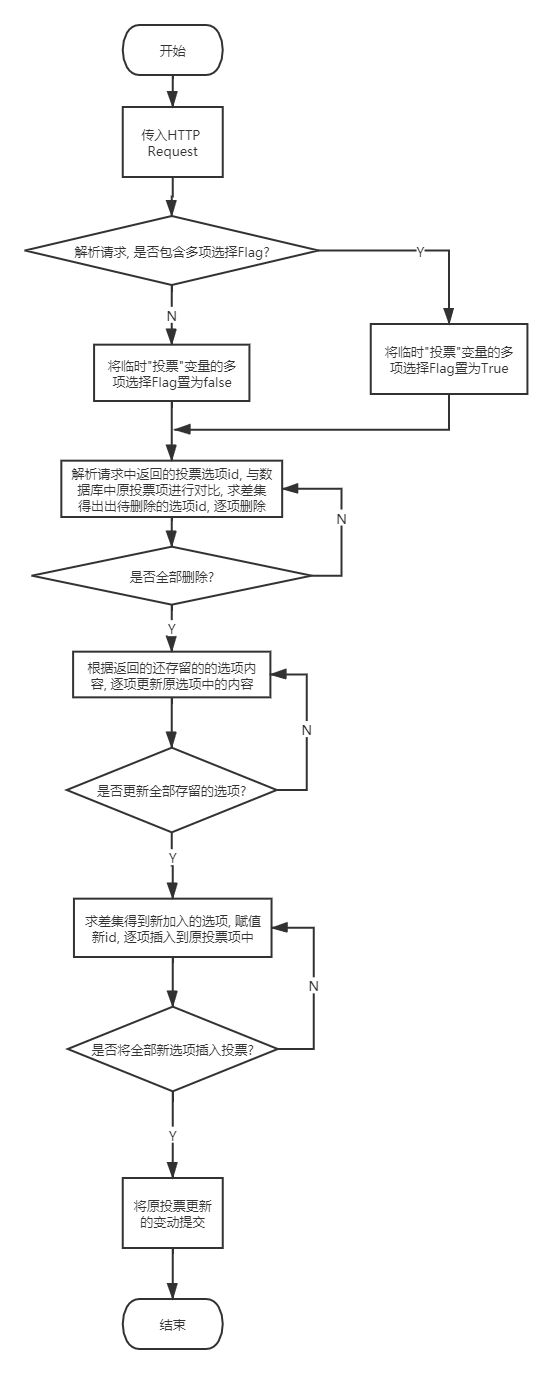 开始
传入HTTP
Request
解析请求, 是否包含多项选择Flag?
Y
N
将临时"投票"变量的多
项选择Flag置为false
将临时"投票"变量的多
项选择Flag置为True
解析请求中返回的投票选项id, 与数
据库中原投票项进行对比, 求差集
得出出待删除的选项id, 逐项删除
N
是否全部删除?
Y
根据返回的还存留的的选项内
容, 逐项更新原选项中的内容
N
是否更新全部存留的选项?
Y
求差集得到新加入的选项, 赋值
新id, 逐项插入到原投票项中
N
是否将全部新选项插入投票?
Y
将原投票更新
的变动提交
结束